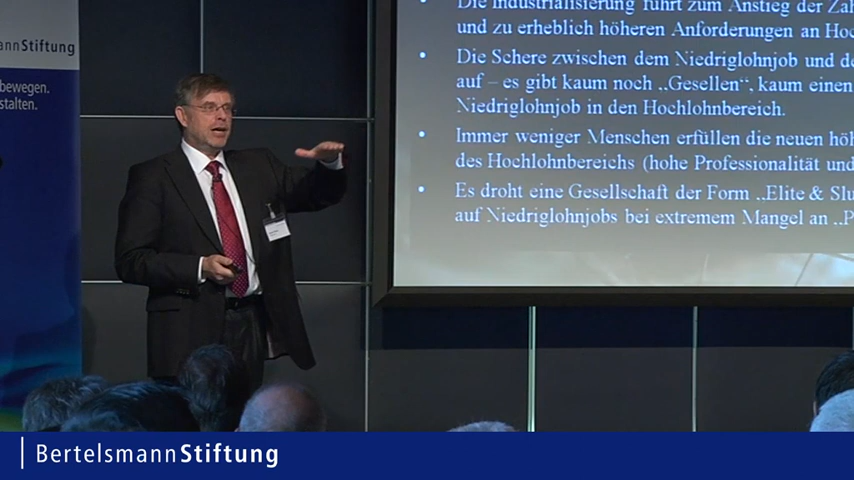 mannStiftung
bewegen.
stalten.
• Die Industrialisierung führt zum Anstieg der Zah
und zu erheblich höheren Anforderungen an Hoc
• Die Schere zwischen dem Niedriglohnjob und de
auf – es gibt kaum noch „Gesellen“, kaum einen
Niedriglohnjob in den Hochlohnbereich.
• Immer weniger Menschen erfüllen die neuen höh
des Hochlohnbereichs (hohe Professionalität und
• Es droht eine Gesellschaft der Form „Elite & Slu
auf Niedriglohnjobs bei extremem Mangel an „P
BertelsmannStiftung